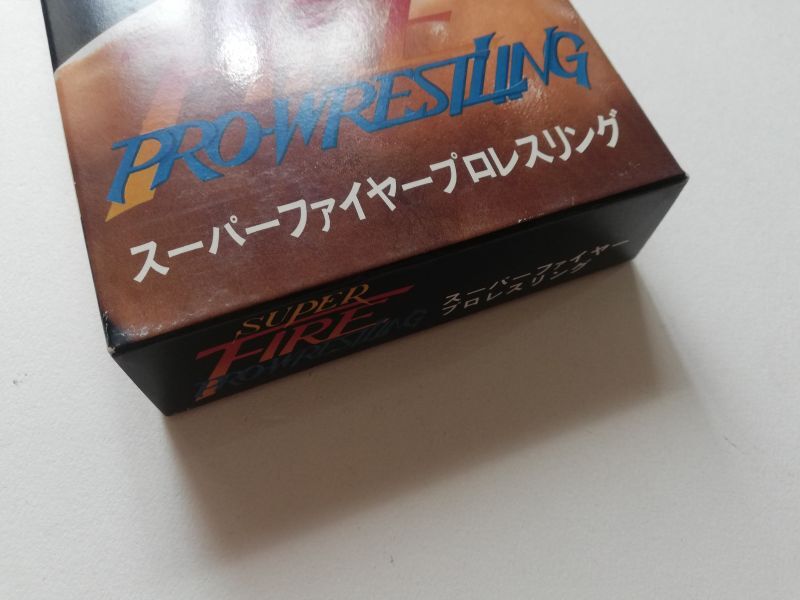 FIRE
PRO-WRESTLING
スーパーファイヤープロレスリング
SUPER
FIRE
PRO-WRESTLING
スーパーファイヤー
プロレスリング